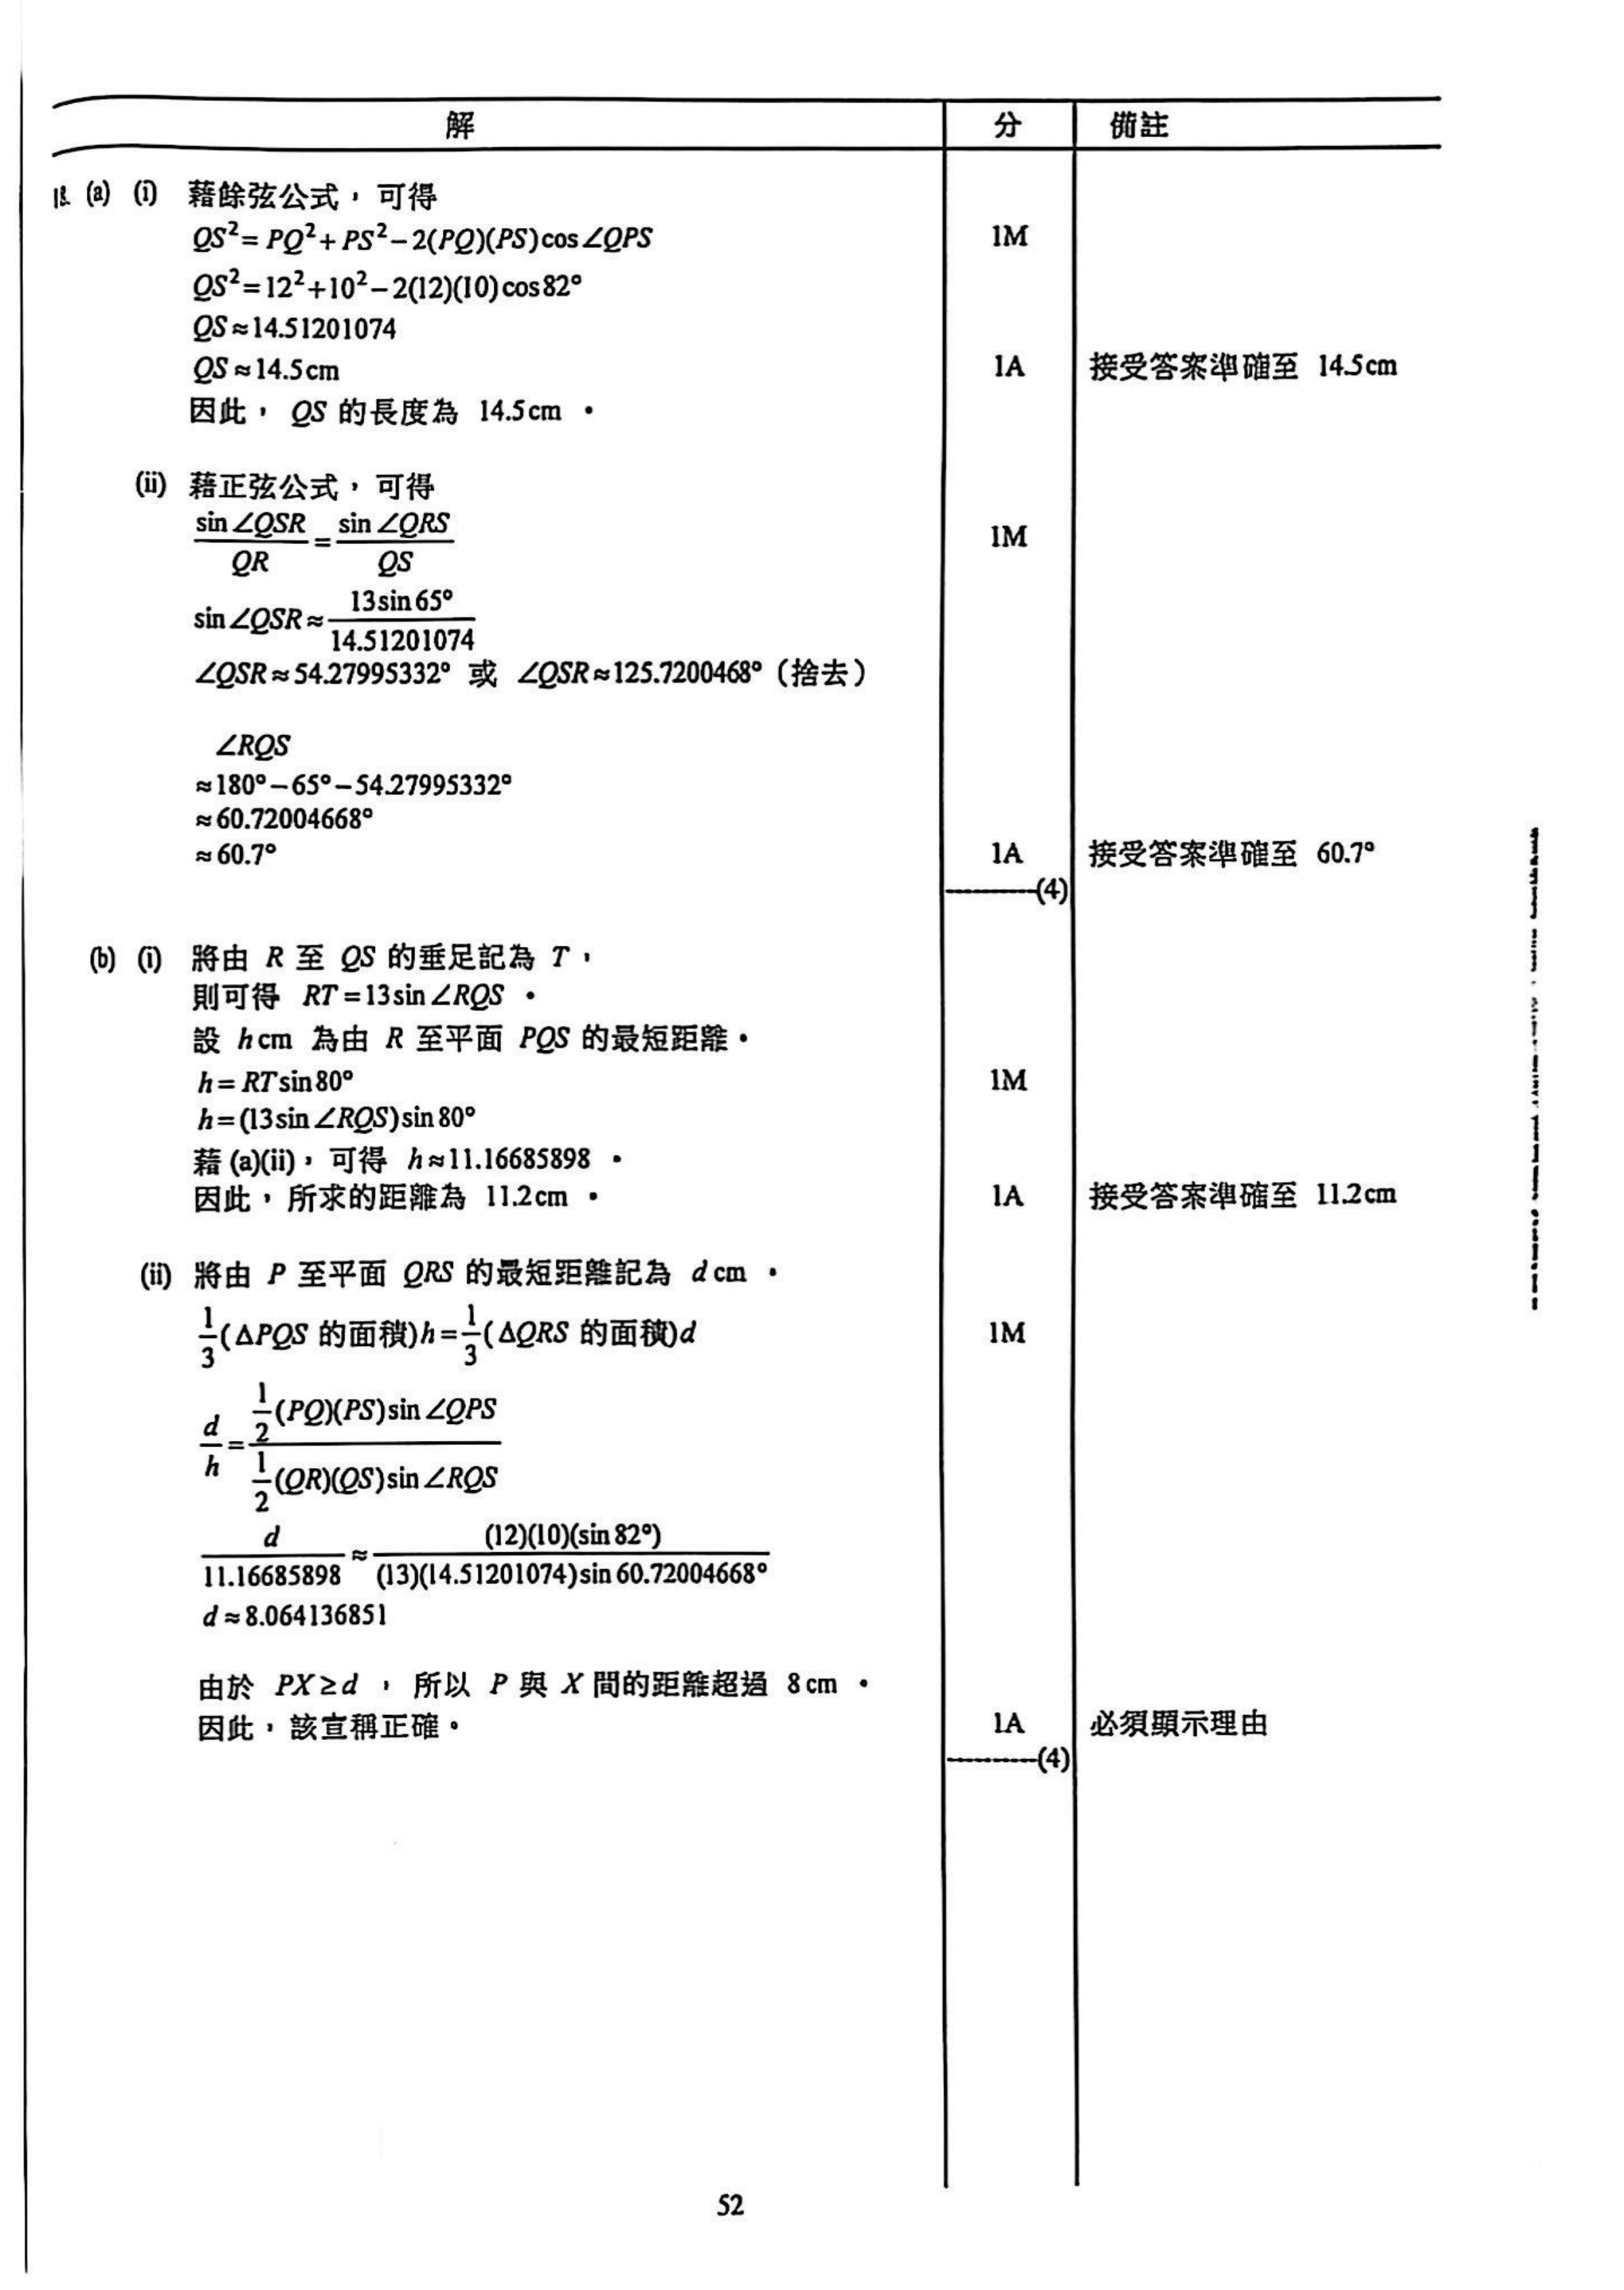 解 分 備註
18. (a) (i) 藉餘弦公式，可得
QS²= PQ²+ PS²− 2(PQ)(PS)cos∠QPS 1M
QS²=12²+10²− 2(12)(10)cos82°
QS≈14.51201074
QS≈14.5cm 1A 接受答案準確至 14.5cm
因此， QS 的長度為 14.5cm 。
(ii) 藉正弦公式，可得
sin∠QSR/QR = sin∠QRS/QS 1M
sin∠QSR≈ 13sin65°/14.51201074
∠QSR≈54.27995332° 或 ∠QSR≈125.7200468°（捨去）
∠RQS
≈180°−65°−54.27995332°
≈60.72004668°
≈60.7° 1A 接受答案準確至 60.7°
(4)
(b) (i) 將由 R 至 QS 的垂足記為 T，
則可得 RT=13sin∠RQS 。
設 h cm 為由 R 至平面 PQS 的最短距離。
h= RTsin80° 1M
h=(13sin∠RQS)sin80°
藉 (a)(ii)，可得 h≈11.16685898 。
因此，所求的距離為 11.2cm 。 1A 接受答案準確至 11.2cm
(ii) 將由 P 至平面 QRS 的最短距離記為 d cm 。
1/3(ΔPQS 的面積)h=1/3(ΔQRS 的面積)d 1M
d/h = 1/2(PQ)(PS)sin∠QPS / 1/2(QR)(QS)sin∠RQS
d/11.16685898 ≈ (12)(10)(sin82°)/(13)(14.51201074)sin60.72004668°
d≈8.064136851
由於 PX≥d ，所以 P 與 X 間的距離超過 8cm 。
因此，該宣稱正確。 1A 必須顯示理由
(4)
52